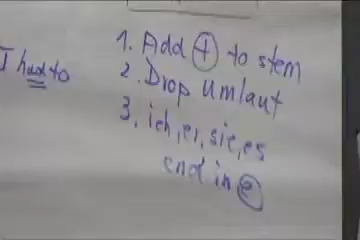 1. Add t to stem
I had to
2. Drop Umlaut
3, ich, er, sie, es
end in e